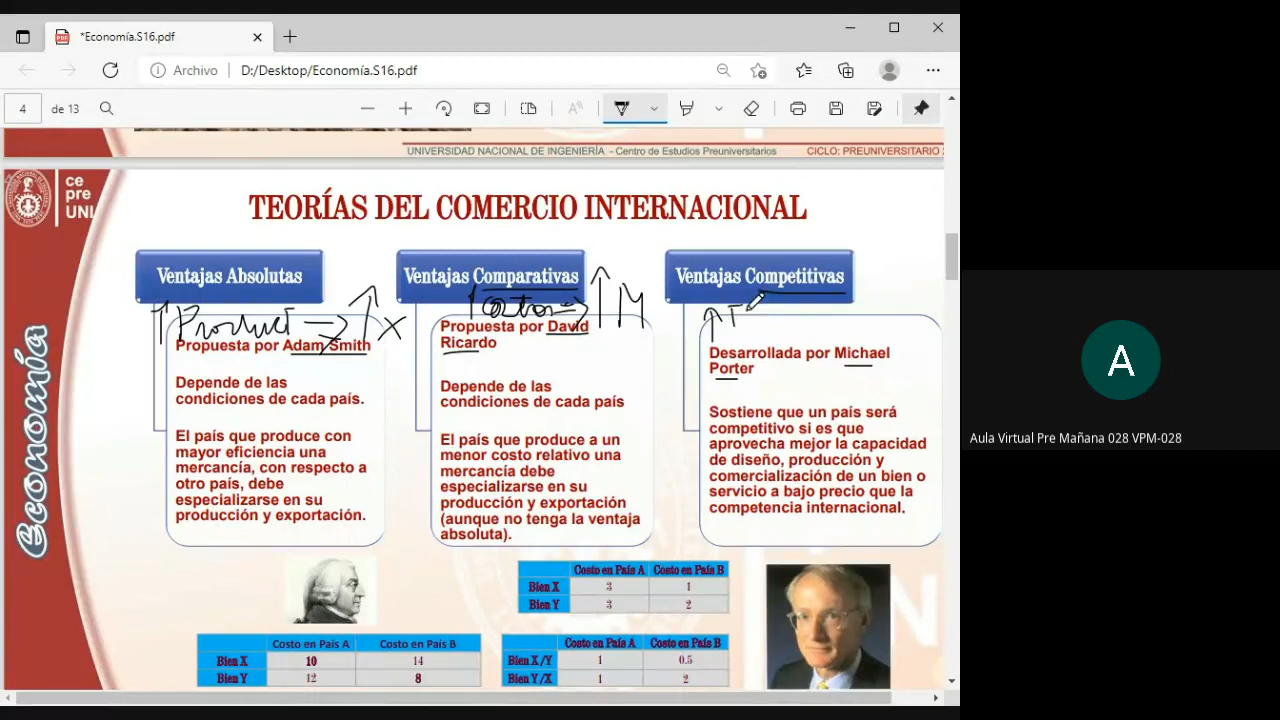 *Economía.S16.pdf
Archivo D:/Desktop/Economía.S16.pdf
4 de 13
UNIVERSIDAD NACIONAL DE INGENIERÍA - Centro de Estudios Preuniversitarios CICLO: PREUNIVERSITARIO 2
ce
pre
UNI
TEORÍAS DEL COMERCIO INTERNACIONAL
Economía
Ventajas Absolutas
Product ⇒ ↑ X
Propuesta por Adam Smith
Depende de las
condiciones de cada país.
El país que produce con
mayor eficiencia una
mercancía, con respecto a
otro país, debe
especializarse en su
producción y exportación.
Ventajas Comparativas
⇒ ↑ M
Propuesta por David
Ricardo
Depende de las
condiciones de cada país
El país que produce a un
menor costo relativo una
mercancía debe
especializarse en su
producción y exportación
(aunque no tenga la ventaja
absoluta).
Ventajas Competitivas
Desarrollada por Michael
Porter
Sostiene que un país será
competitivo si es que
aprovecha mejor la capacidad
de diseño, producción y
comercialización de un bien o
servicio a bajo precio que la
competencia internacional.
Costo en País A Costo en País B
Bien X 10 14
Bien Y 12 8
Costo en País A Costo en País B
Bien X 3 1
Bien Y 3 2
Costo en País A Costo en País B
Bien X /Y 1 0.5
Bien Y /X 1 2
A
Aula Virtual Pre Mañana 028 VPM-028